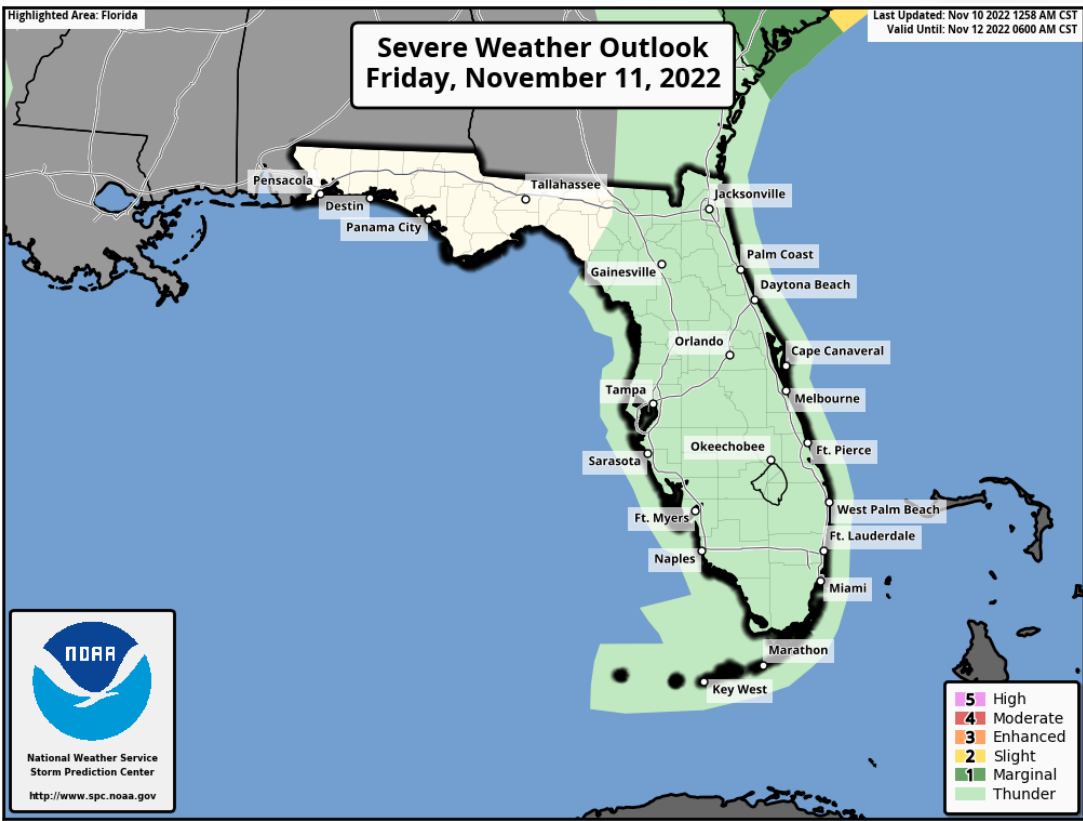 Highlighted Area: Florida
Last Updated: Nov 10 2022 1258 AM CST
Valid Until: Nov 12 2022 0600 AM CST
Severe Weather Outlook
Friday, November 11, 2022
Pensacola
Destin
Panama City
Tallahassee
Jacksonville
Gainesville
Palm Coast
Daytona Beach
Orlando
Cape Canaveral
Tampa
Melbourne
Okeechobee
Ft. Pierce
Sarasota
West Palm Beach
Ft. Myers
Ft. Lauderdale
Naples
Miami
Marathon
Key West
NOAA
National Weather Service
Storm Prediction Center
http://www.spc.noaa.gov
5 High
4 Moderate
3 Enhanced
2 Slight
1 Marginal
Thunder